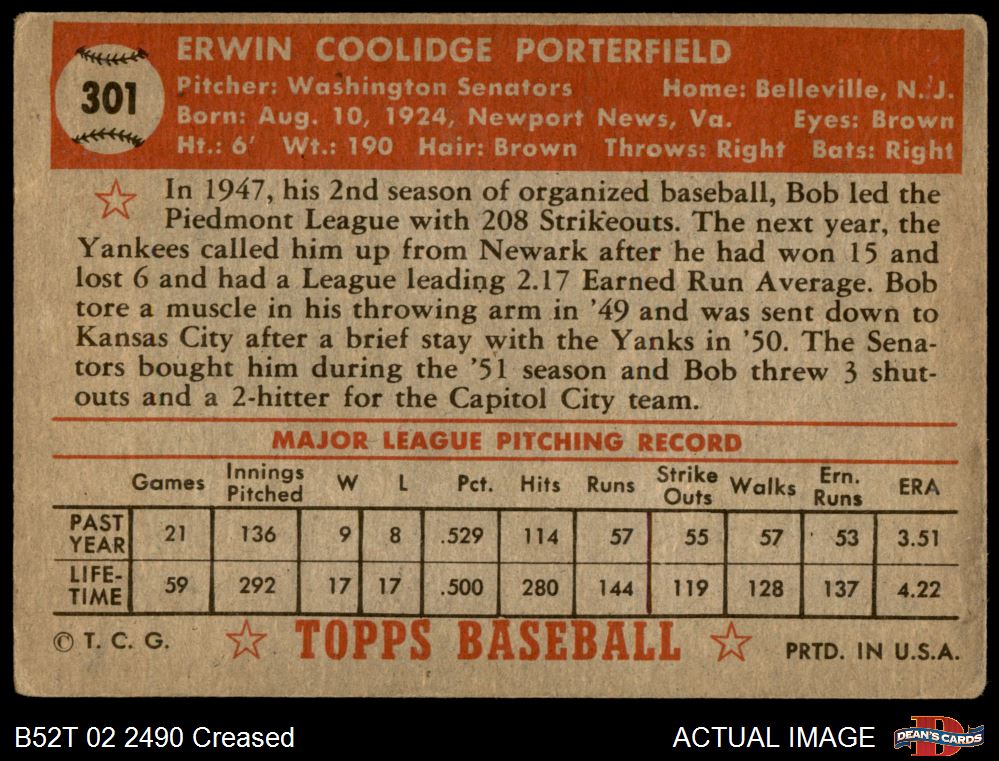 301
ERWIN COOLIDGE PORTERFIELD
Pitcher: Washington Senators Home: Belleville, N. J.
Born: Aug. 10, 1924, Newport News, Va. Eyes: Brown
Ht.: 6' Wt.: 190 Hair: Brown Throws: Right Bats: Right
In 1947, his 2nd season of organized baseball, Bob led the
Piedmont League with 208 Strikeouts. The next year, the
Yankees called him up from Newark after he had won 15 and
lost 6 and had a League leading 2.17 Earned Run Average. Bob
tore a muscle in his throwing arm in '49 and was sent down to
Kansas City after a brief stay with the Yanks in '50. The Sena-
tors bought him during the '51 season and Bob threw 3 shut-
outs and a 2-hitter for the Capitol City team.
MAJOR LEAGUE PITCHING RECORD
Games Innings Pitched W L Pct. Hits Runs Strike Outs Walks Ern. Runs ERA
PAST YEAR 21 136 9 8 .529 114 57 55 57 53 3.51
LIFE-TIME 59 292 17 17 .500 280 144 119 128 137 4.22
© T. C. G. TOPPS BASEBALL PRTD. IN U.S.A.
B52T 02 2490 Creased ACTUAL IMAGE DEAN'S CARDS